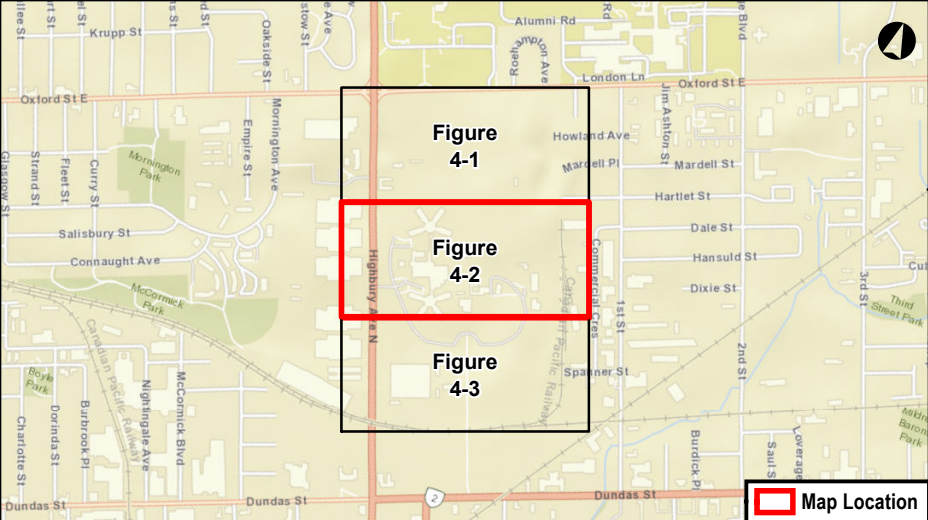 Krupp St
Oakside St
Alumni Rd
Roehampton Ave
London Ln
Oxford St E
Oxford St E
Jim Ashton St
Mornington Ave
Empire St
Howland Ave
Mardell Pl
Mardell St
Figure
4-1
Glasgow St
Strand St
Fleet St
Curry St
Mornington
Park
Hartlet St
Salisbury St
Connaught Ave
Highbury Ave N
Figure
4-2
Dale St
Hansuld St
Dixie St
Commercial Cres
1st St
Canadian Pacific Railway
3rd St
Third
Street Park
McCormick
Park
Canadian Pacific Railway
Figure
4-3
Spanner St
2nd St
Boyle
Park
Charlotte St
Dorinda St
Burbrook Pl
Nightingale Ave
McCormick Blvd
Burdick Pl
Saul S
Loverage
Park
Dundas St
Dundas St
2
Dundas St
Map Location